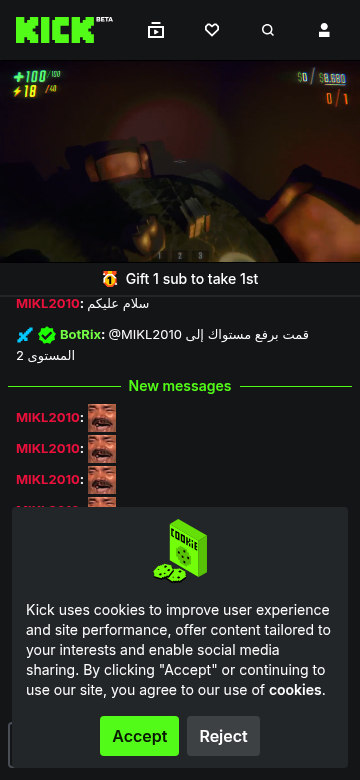 KICK BETA
+100/100
18 /40
$0 / $8,680
0/1
1 2 3
Gift 1 sub to take 1st
MIKL2010: سلام عليكم
BotRix: @MIKL2010 قمت برفع مستواك إلى
المستوى 2
New messages
MIKL2010:
MIKL2010:
MIKL2010:
COOKIE
Kick uses cookies to improve user experience
and site performance, offer content tailored to
your interests and enable social media
sharing. By clicking "Accept" or continuing to
use our site, you agree to our use of cookies.
Accept Reject